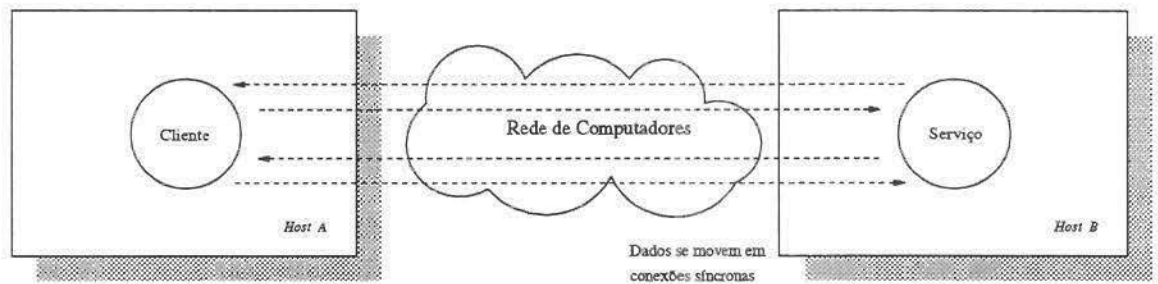 Cliente
Rede de Computadores
Serviço
Host A
Host B
Dados se movem em
conexões síncronas